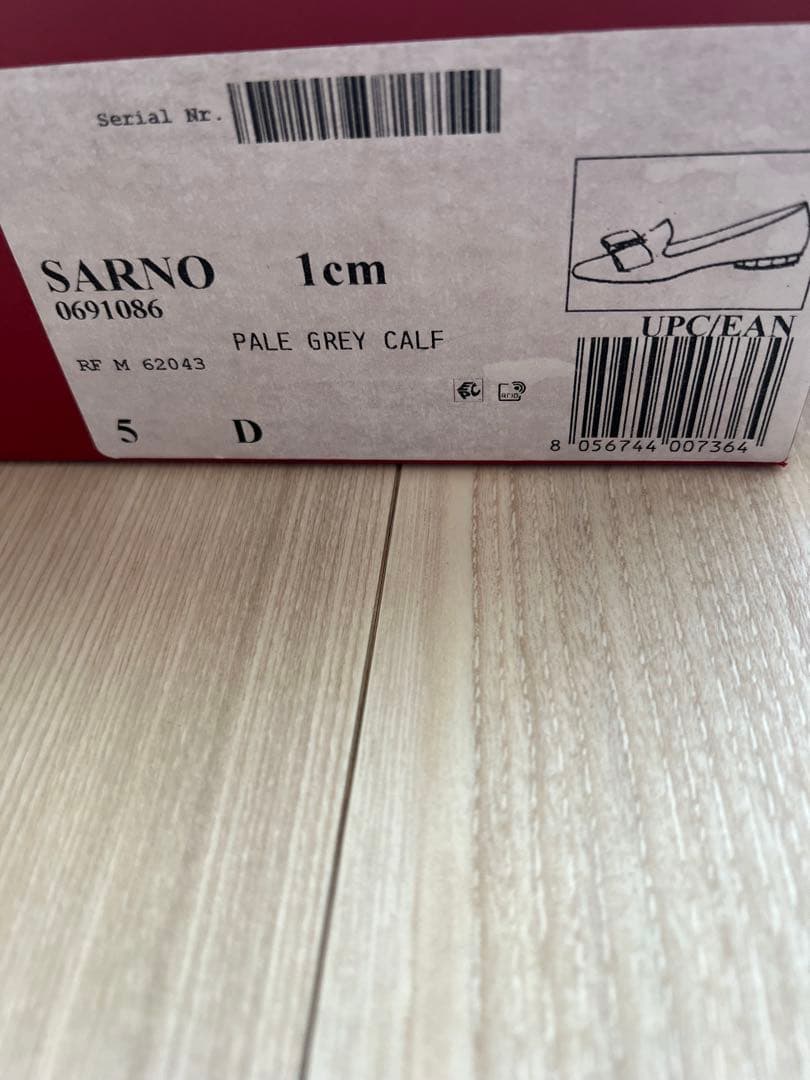 Serial Nr.
SARNO 1cm
0691086
PALE GREY CALF
RF M 62043
UPC/EAN
5 D
8 056744 007364